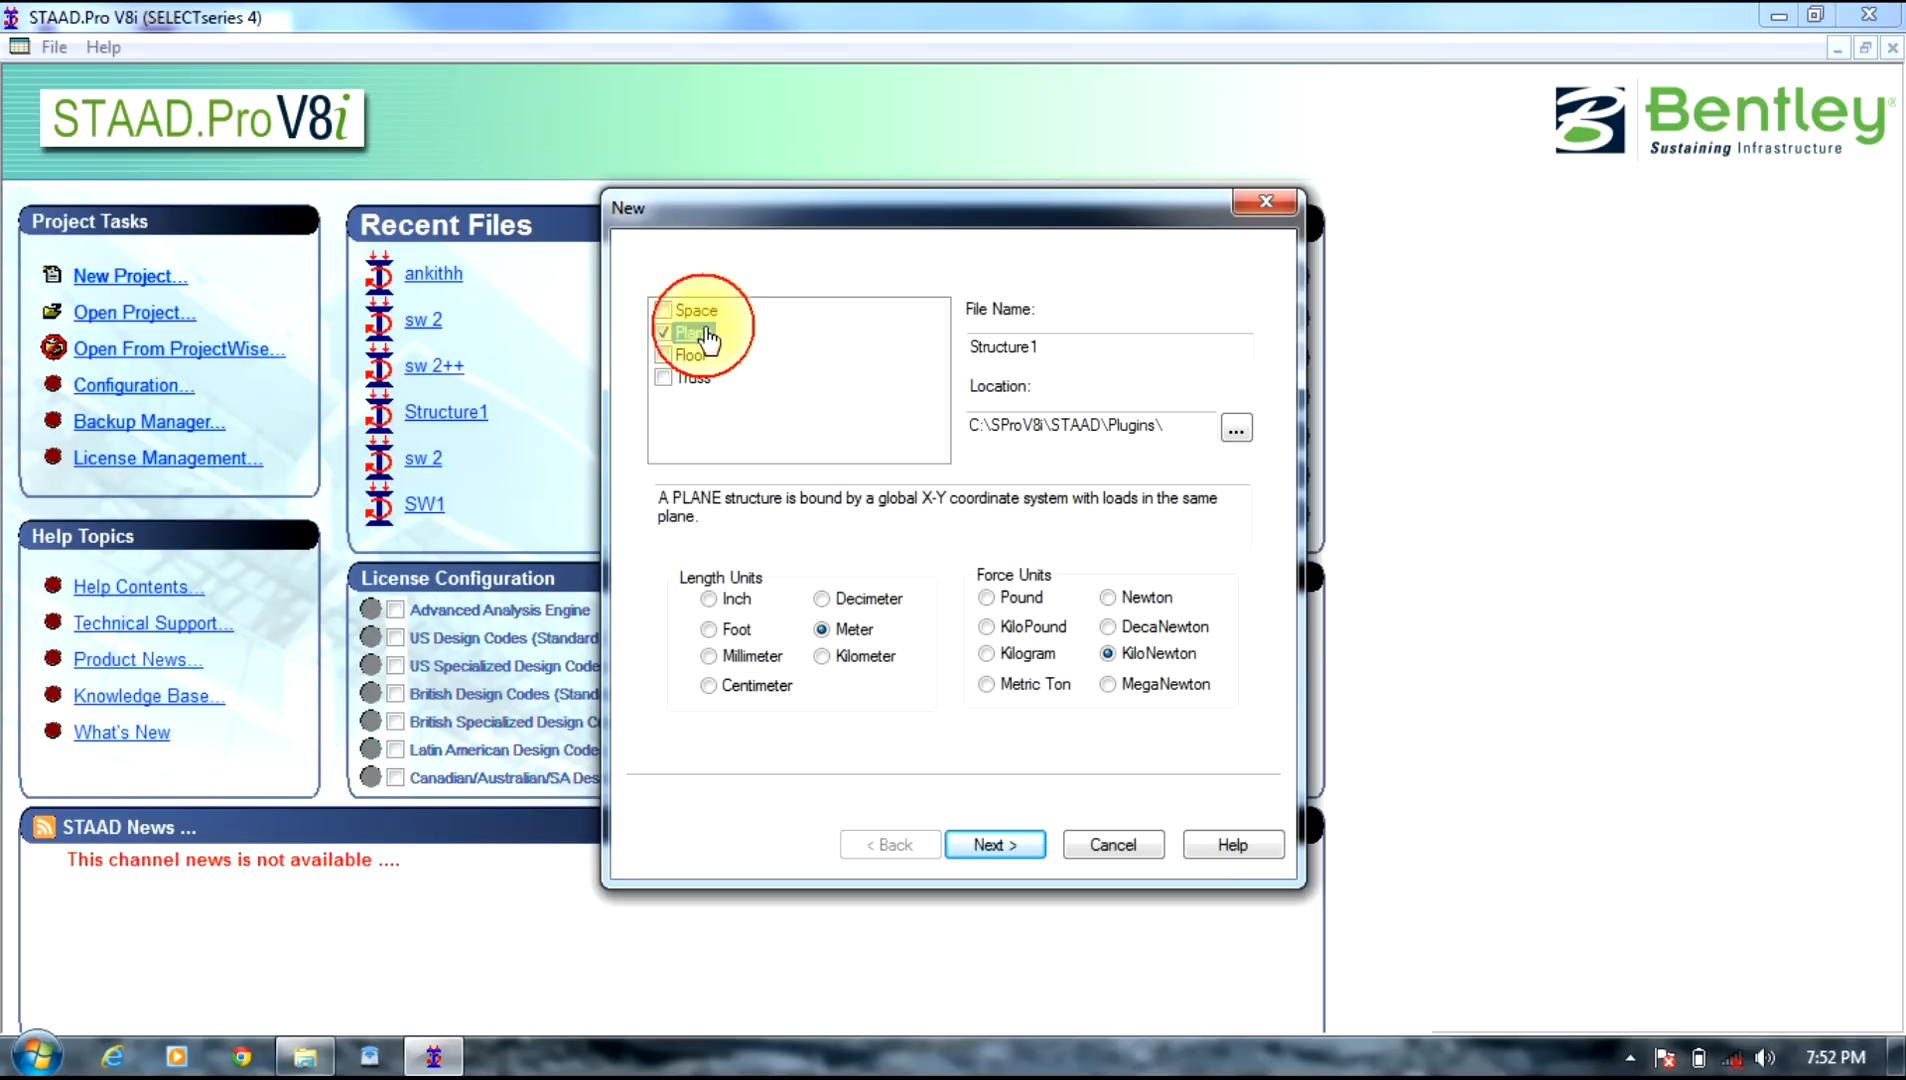 STAAD.Pro V8i (SELECTseries 4)
File Help
STAAD.Pro V8i
Bentley
Sustaining Infrastructure
Project Tasks
New Project...
Open Project...
Open From ProjectWise...
Configuration...
Backup Manager...
License Management...
Help Topics
Help Contents...
Technical Support...
Product News...
Knowledge Base...
What's New
Recent Files
ankithh
sw 2
sw 2++
Structure1
sw 2
SW1
License Configuration
Advanced Analysis Engine
US Design Codes (Standard
US Specialized Design Code
British Design Codes (Stand
British Specialized Design C
Latin American Design Code
Canadian/Australian/SA Des
STAAD News ...
This channel news is not available ....
New
Space
Plane
Floor
Truss
File Name:
Structure1
Location:
C:\SProV8i\STAAD\Plugins\
...
A PLANE structure is bound by a global X-Y coordinate system with loads in the same
plane.
Length Units
Inch Decimeter
Foot Meter
Millimeter Kilometer
Centimeter
Force Units
Pound Newton
KiloPound DecaNewton
Kilogram KiloNewton
Metric Ton MegaNewton
< Back Next > Cancel Help
7:52 PM